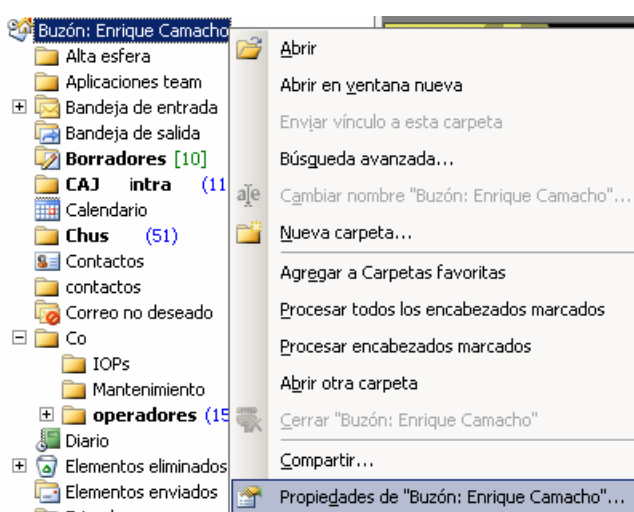 Buzón: Enrique Camacho
Alta esfera
Aplicaciones team
Bandeja de entrada
Bandeja de salida
Borradores [10]
CAJ intra (11
Calendario
Chus (51)
Contactos
contactos
Correo no deseado
Co
IOPs
Mantenimiento
operadores (15
Diario
Elementos eliminados
Elementos enviados
Abrir
Abrir en ventana nueva
Enviar vínculo a esta carpeta
Búsqueda avanzada...
Cambiar nombre "Buzón: Enrique Camacho"...
Nueva carpeta...
Agregar a Carpetas favoritas
Procesar todos los encabezados marcados
Procesar encabezados marcados
Abrir otra carpeta
Cerrar "Buzón: Enrique Camacho"
Compartir...
Propiedades de "Buzón: Enrique Camacho"...